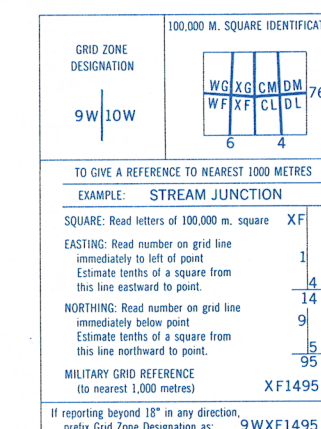 100,000 M. SQUARE IDENTIFICAT
GRID ZONE
DESIGNATION
9W 10W
WG XG CM DM
76
WF XF CL DL
6 4
TO GIVE A REFERENCE TO NEAREST 1000 METRES
EXAMPLE: STREAM JUNCTION
SQUARE: Read letters of 100,000 m. square XF
EASTING: Read number on grid line
immediately to left of point 1
Estimate tenths of a square from
this line eastward to point. 4
14
NORTHING: Read number on grid line
immediately below point 9
Estimate tenths of a square from
this line northward to point. 5
95
MILITARY GRID REFERENCE
(to nearest 1,000 metres) XF1495
If reporting beyond 18° in any direction,
prefix Grid Zone Designation as: 9WXF1495